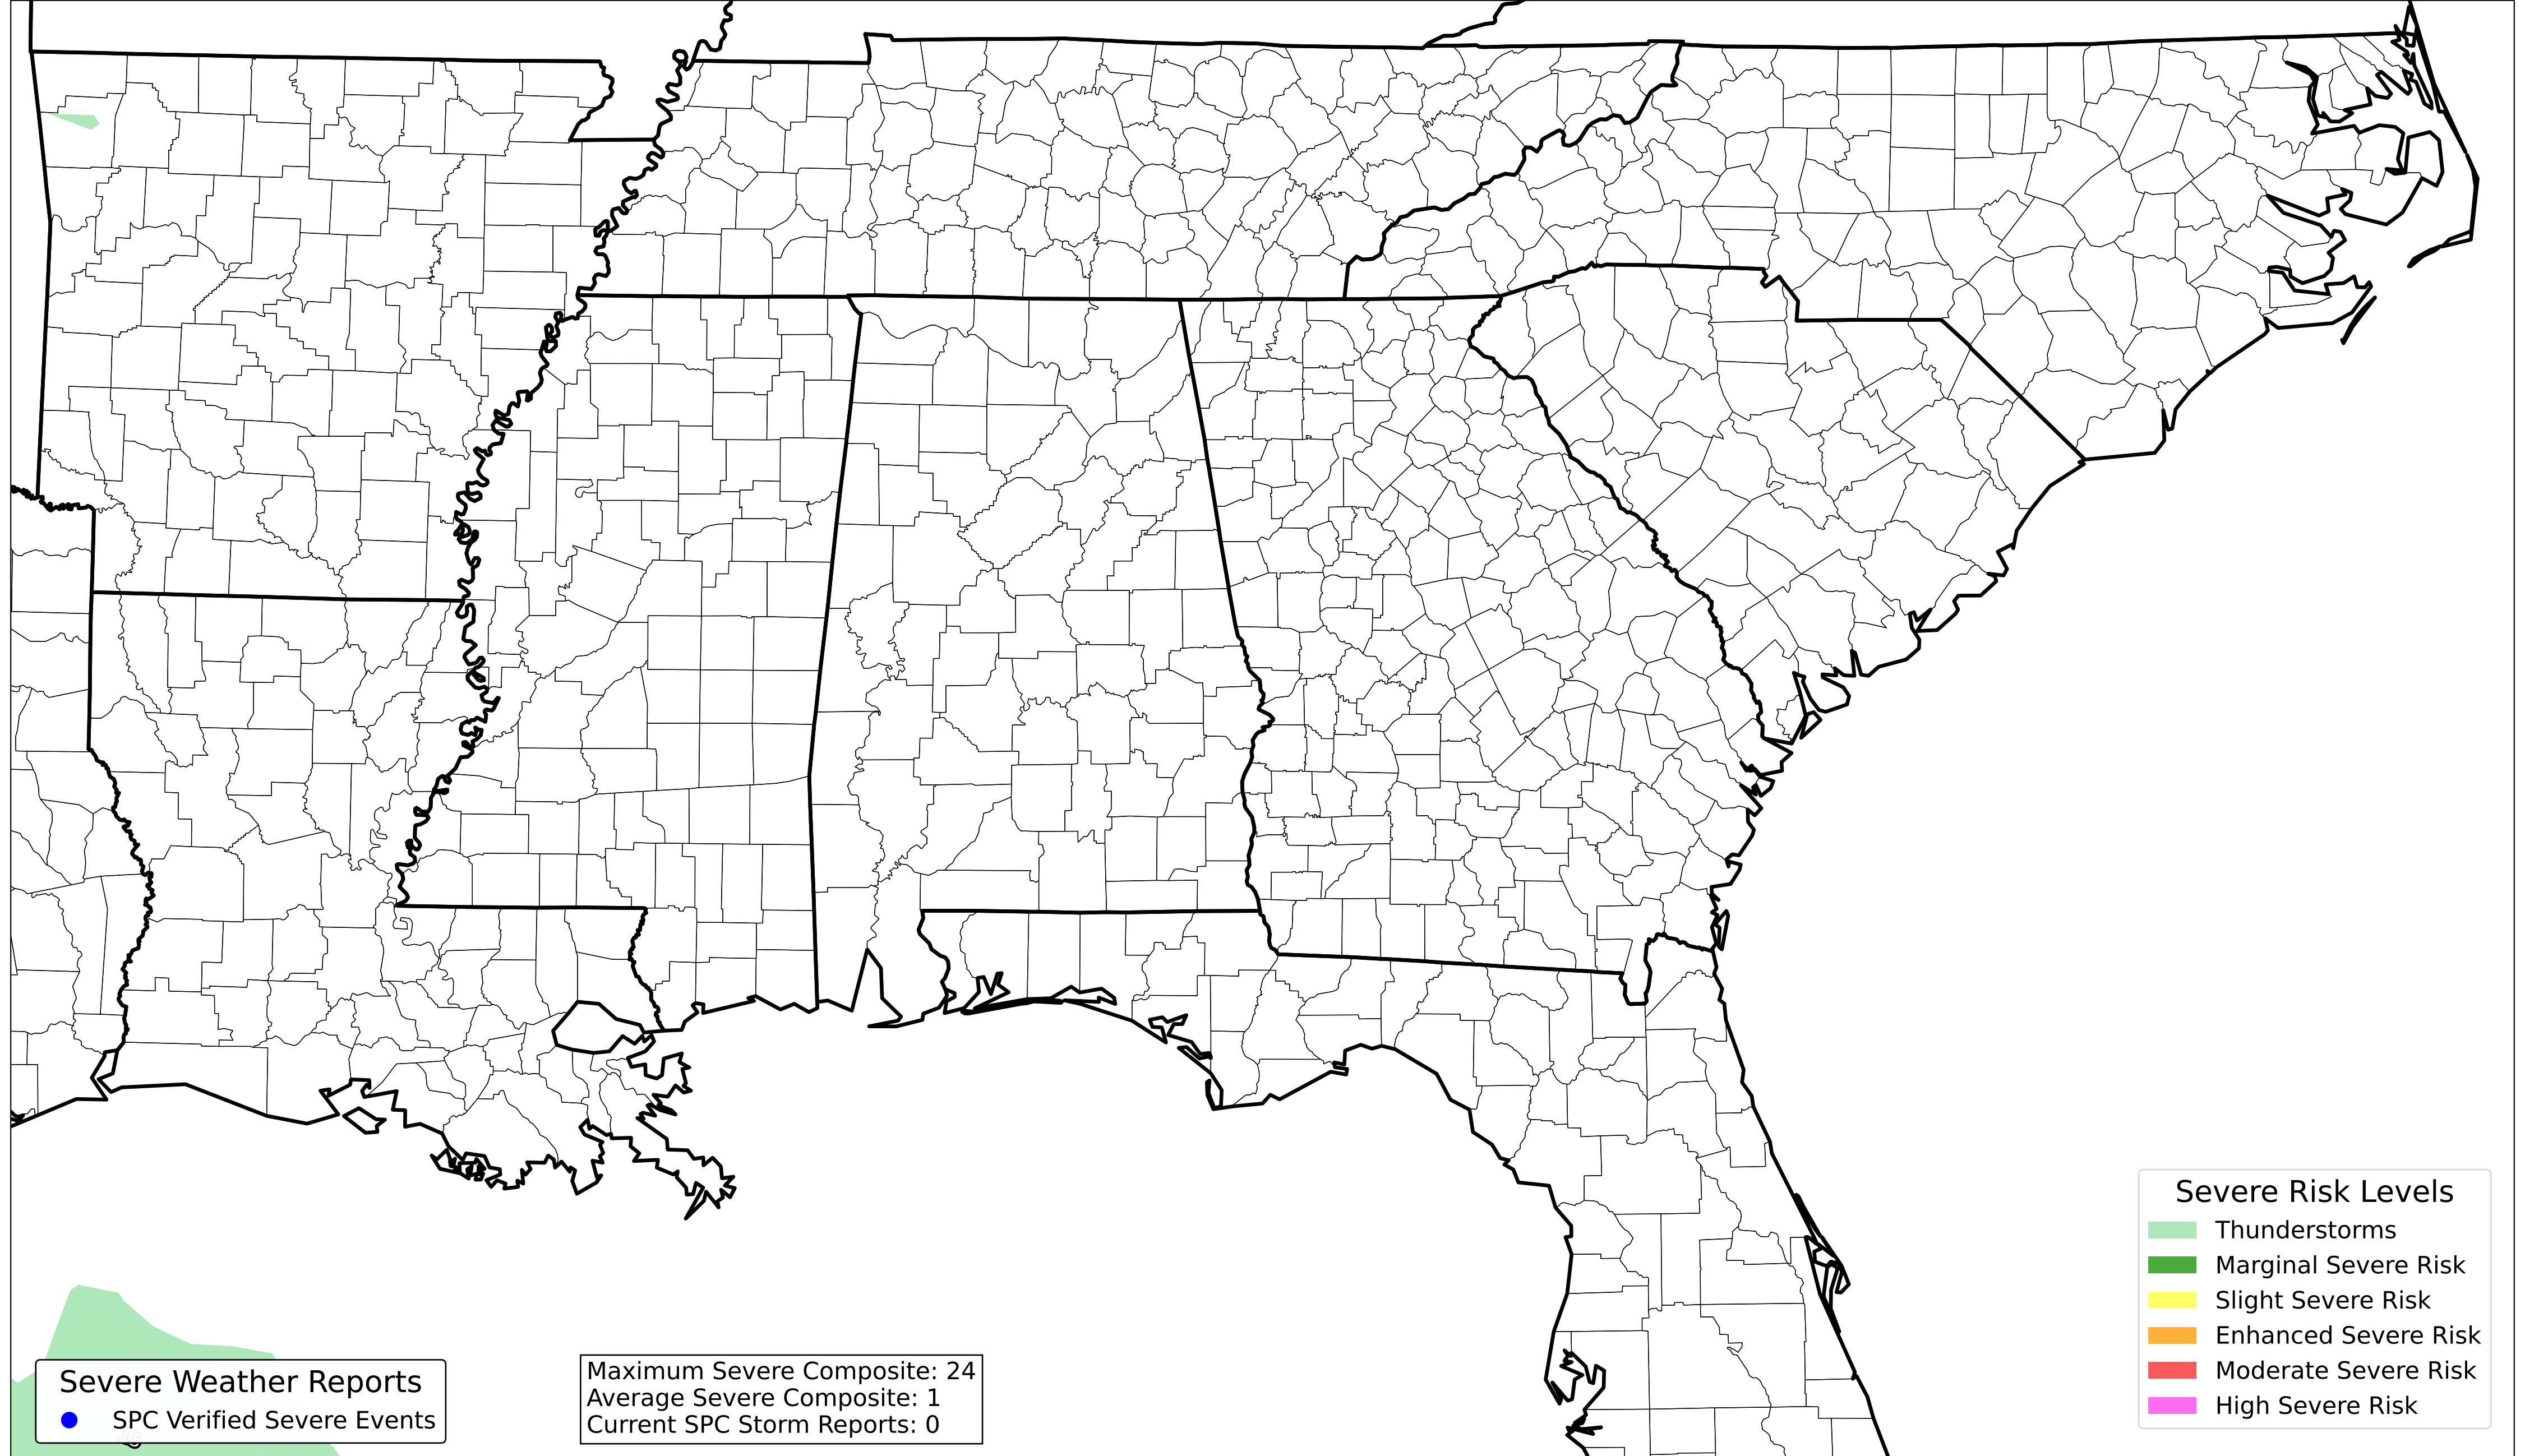 Severe Weather Reports
SPC Verified Severe Events
Maximum Severe Composite: 24
Average Severe Composite: 1
Current SPC Storm Reports: 0
Severe Risk Levels
Thunderstorms
Marginal Severe Risk
Slight Severe Risk
Enhanced Severe Risk
Moderate Severe Risk
High Severe Risk